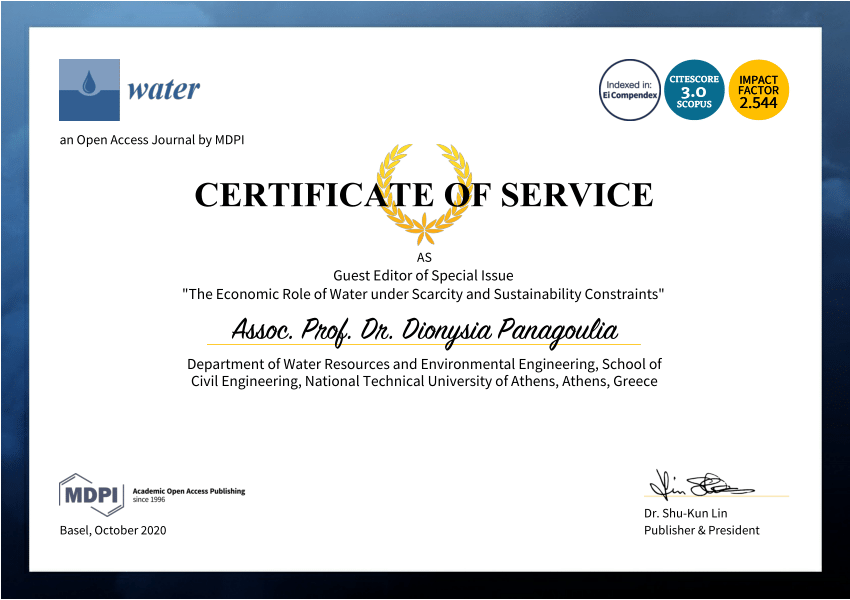 water
Indexed in:
Ei Compendex
CITESCORE
3.0
SCOPUS
IMPACT
FACTOR
2.544
an Open Access Journal by MDPI
CERTIFICATE OF SERVICE
AS
Guest Editor of Special Issue
"The Economic Role of Water under Scarcity and Sustainability Constraints"
Assoc. Prof. Dr. Dionysia Panagoulia
Department of Water Resources and Environmental Engineering, School of
Civil Engineering, National Technical University of Athens, Athens, Greece
MDPI
Academic Open Access Publishing
since 1996
Basel, October 2020
Dr. Shu-Kun Lin
Publisher & President